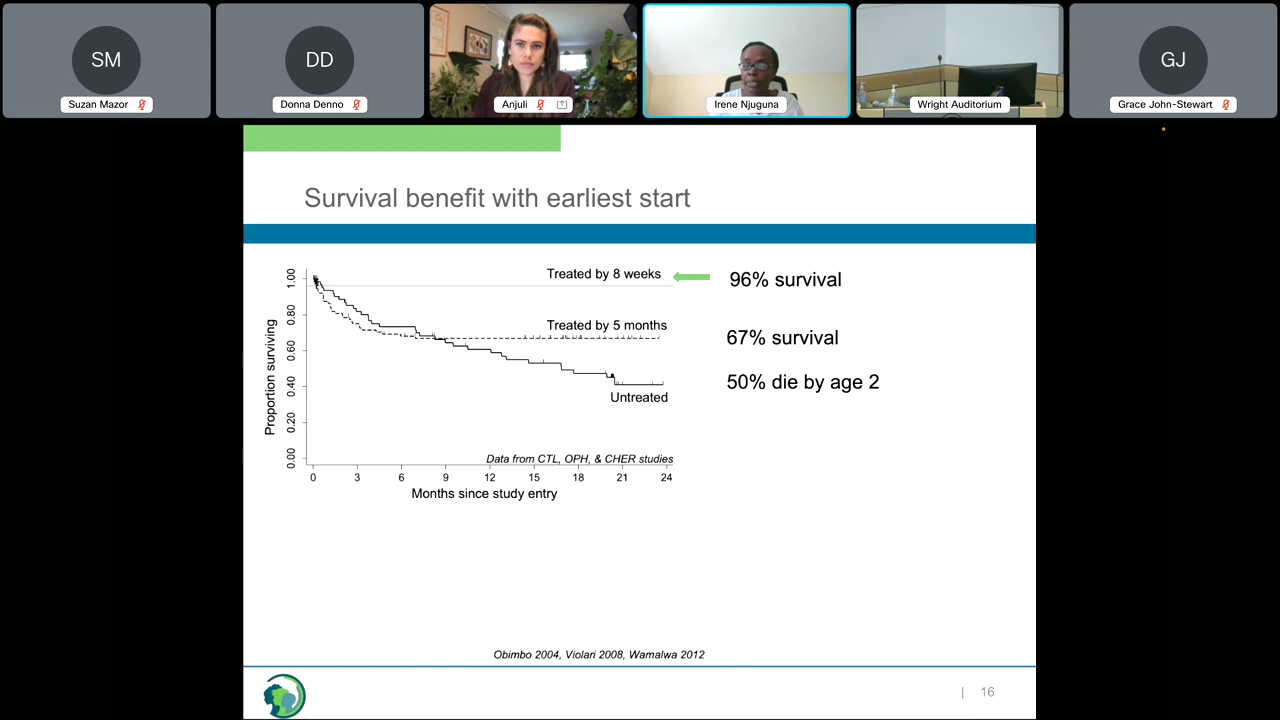 SM
DD
GJ
Suzan Mazor
Donna Denno
Anjuli
Irene Njuguna
Wright Auditorium
Grace John-Stewart
Survival benefit with earliest start
Treated by 8 weeks
96% survival
Treated by 5 months
67% survival
50% die by age 2
Untreated
Proportion surviving
1.00
0.80
0.60
0.40
0.20
0.00
Data from CTL, OPH, & CHER studies
0 3 6 9 12 15 18 21 24
Months since study entry
Obimbo 2004, Violari 2008, Wamalwa 2012
| 16